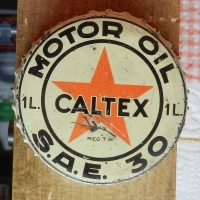 MOTOR OIL
1L. CALTEX 1L.
REG. T.M.
S.A.E. 30